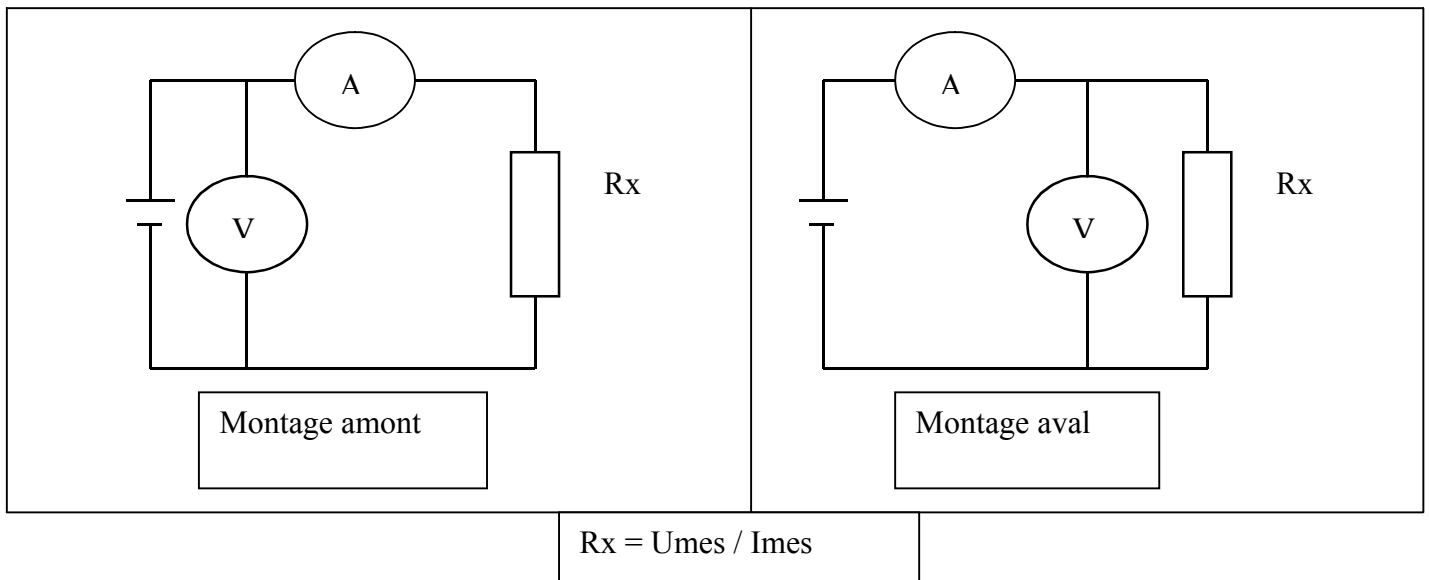 A
Rx
V
Montage amont
A
Rx
V
Montage aval
Rx = Umes / Imes